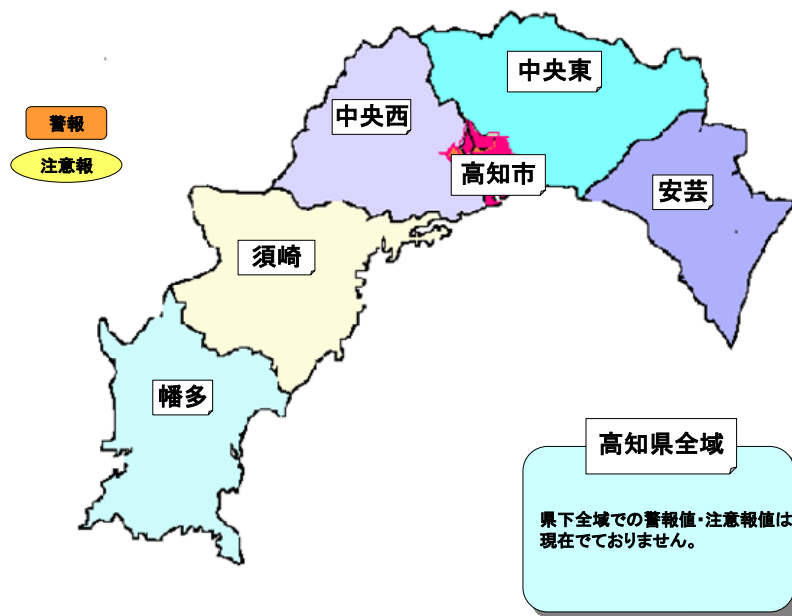 中央東
警報
中央西
注意報
高知市
安芸
須崎
幡多
高知県全域
県下全域での警報値・注意報値は
現在でておりません。